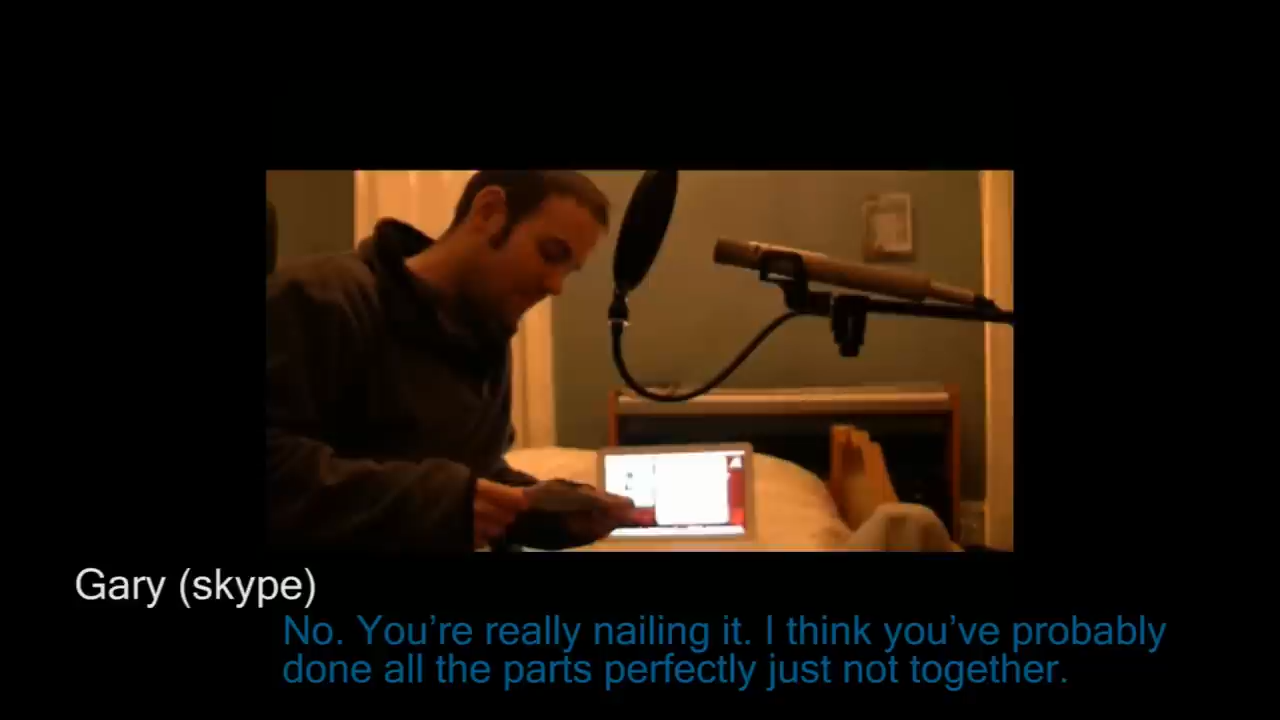 Gary (skype)
No. You’re really nailing it. I think you’ve probably
done all the parts perfectly just not together.